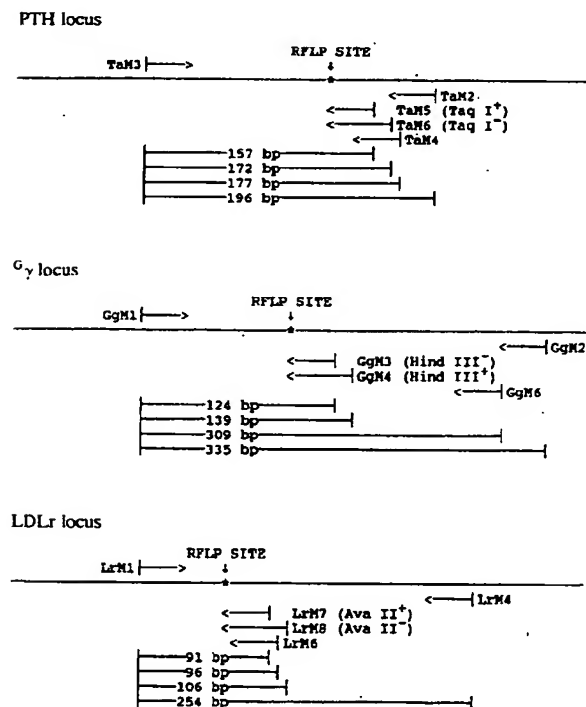 PTH locus
RFLP SITE
TaM3
TaM2
TaM5 (Taq I+)
TaM6 (Taq I-)
TaM4
157 bp
172 bp
177 bp
196 bp
Gγ locus
RFLP SITE
GgM1
GgM2
GgM3 (Hind III-)
GgM4 (Hind III+)
GgM6
124 bp
139 bp
309 bp
335 bp
LDLr locus
RFLP SITE
LrM1
LrM4
LrM7 (Ava II+)
LrM8 (Ava II-)
LrM6
91 bp
96 bp
106 bp
254 bp